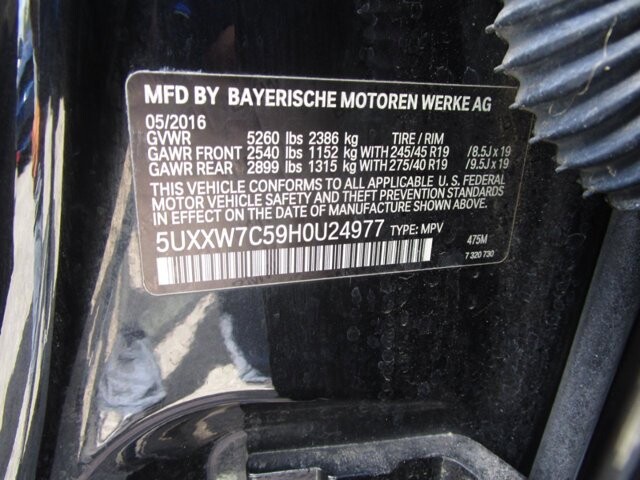 MFD BY BAYERISCHE MOTOREN WERKE AG
05/2016
GVWR 5260 lbs 2386 kg TIRE / RIM
GAWR FRONT 2540 lbs 1152 kg WITH 245/45 R19 /8.5J x 19
GAWR REAR 2899 lbs 1315 kg WITH 275/40 R19 /9.5J x 19
THIS VEHICLE CONFORMS TO ALL APPLICABLE U. S. FEDERAL
MOTOR VEHICLE SAFETY AND THEFT PREVENTION STANDARDS
IN EFFECT ON THE DATE OF MANUFACTURE SHOWN ABOVE.
5UXXW7C59H0U24977 TYPE: MPV 475M
7 320 730